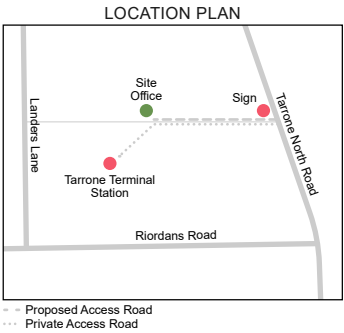 LOCATION PLAN
Site
Office
Sign
Landers Lane
Tarrone North Road
Tarrone Terminal
Station
Riordans Road
Proposed Access Road
Private Access Road